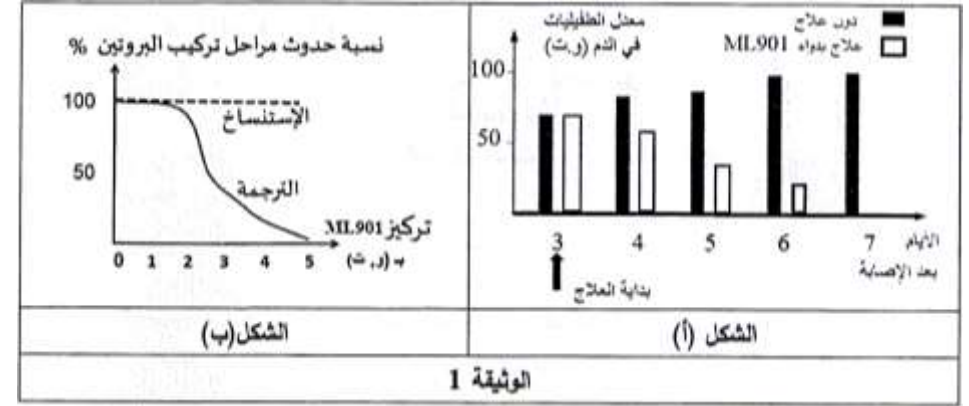 دون علاج
علاج بدواء ML901
معدل الطفيليات
في الدم (و.ت)
100
50
3 4 5 6 7
الأيام
بعد الإصابة
بداية العلاج
الشكل (أ)
نسبة حدوث مراحل تركيب البروتين %
100
الإستنساخ
50
الترجمة
تركيز ML901
بـ (و. ث)
0 1 2 3 4 5
الشكل(ب)
الوثيقة 1